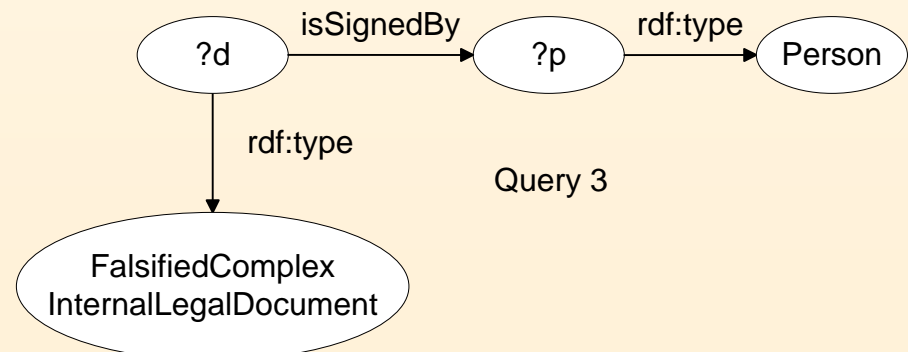 isSignedBy
rdf:type
?d
?p
Person
rdf:type
Query 3
FalsifiedComplex
InternalLegalDocument